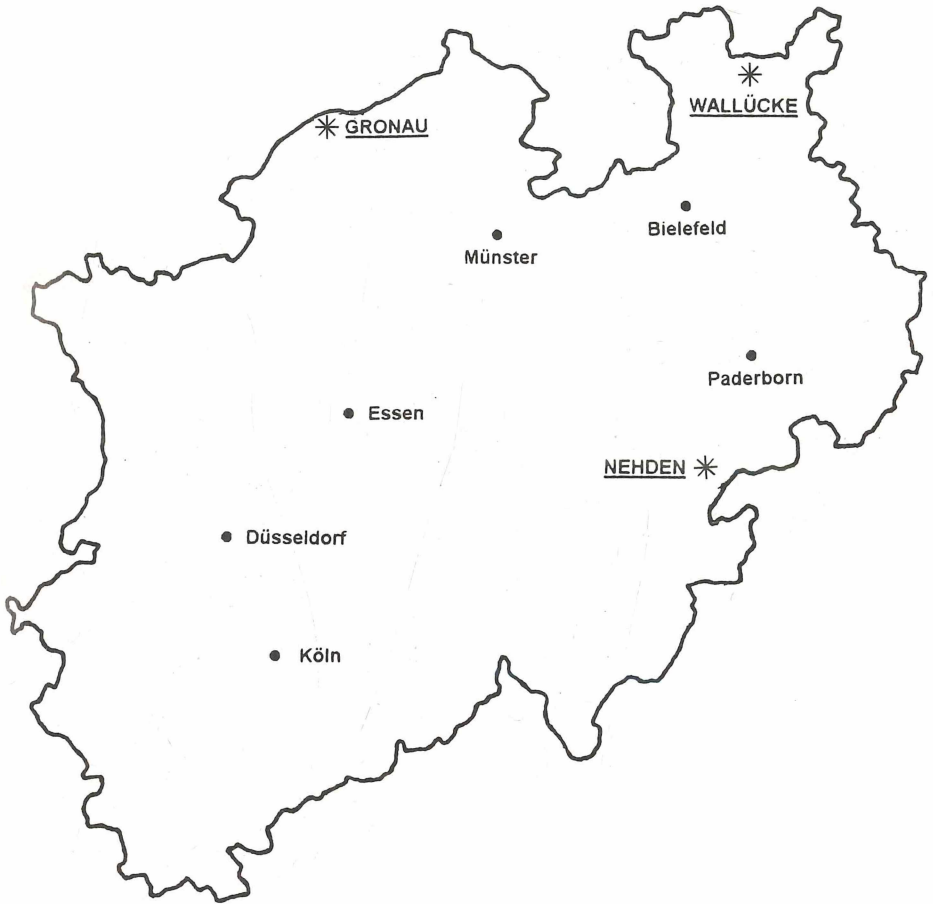 WALLÜCKE
GRONAU
Bielefeld
Münster
Paderborn
Essen
NEHDEN
Düsseldorf
Köln